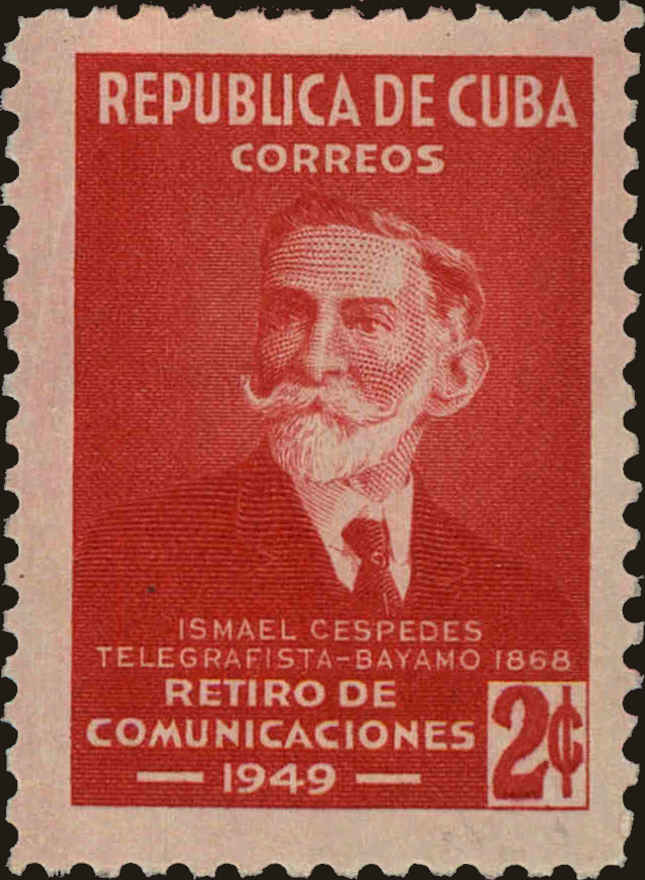 REPUBLICA DE CUBA
CORREOS
ISMAEL CESPEDES
TELEGRAFISTA-BAYAMO 1868
RETIRO DE
COMUNICACIONES
— 1949 —
2¢